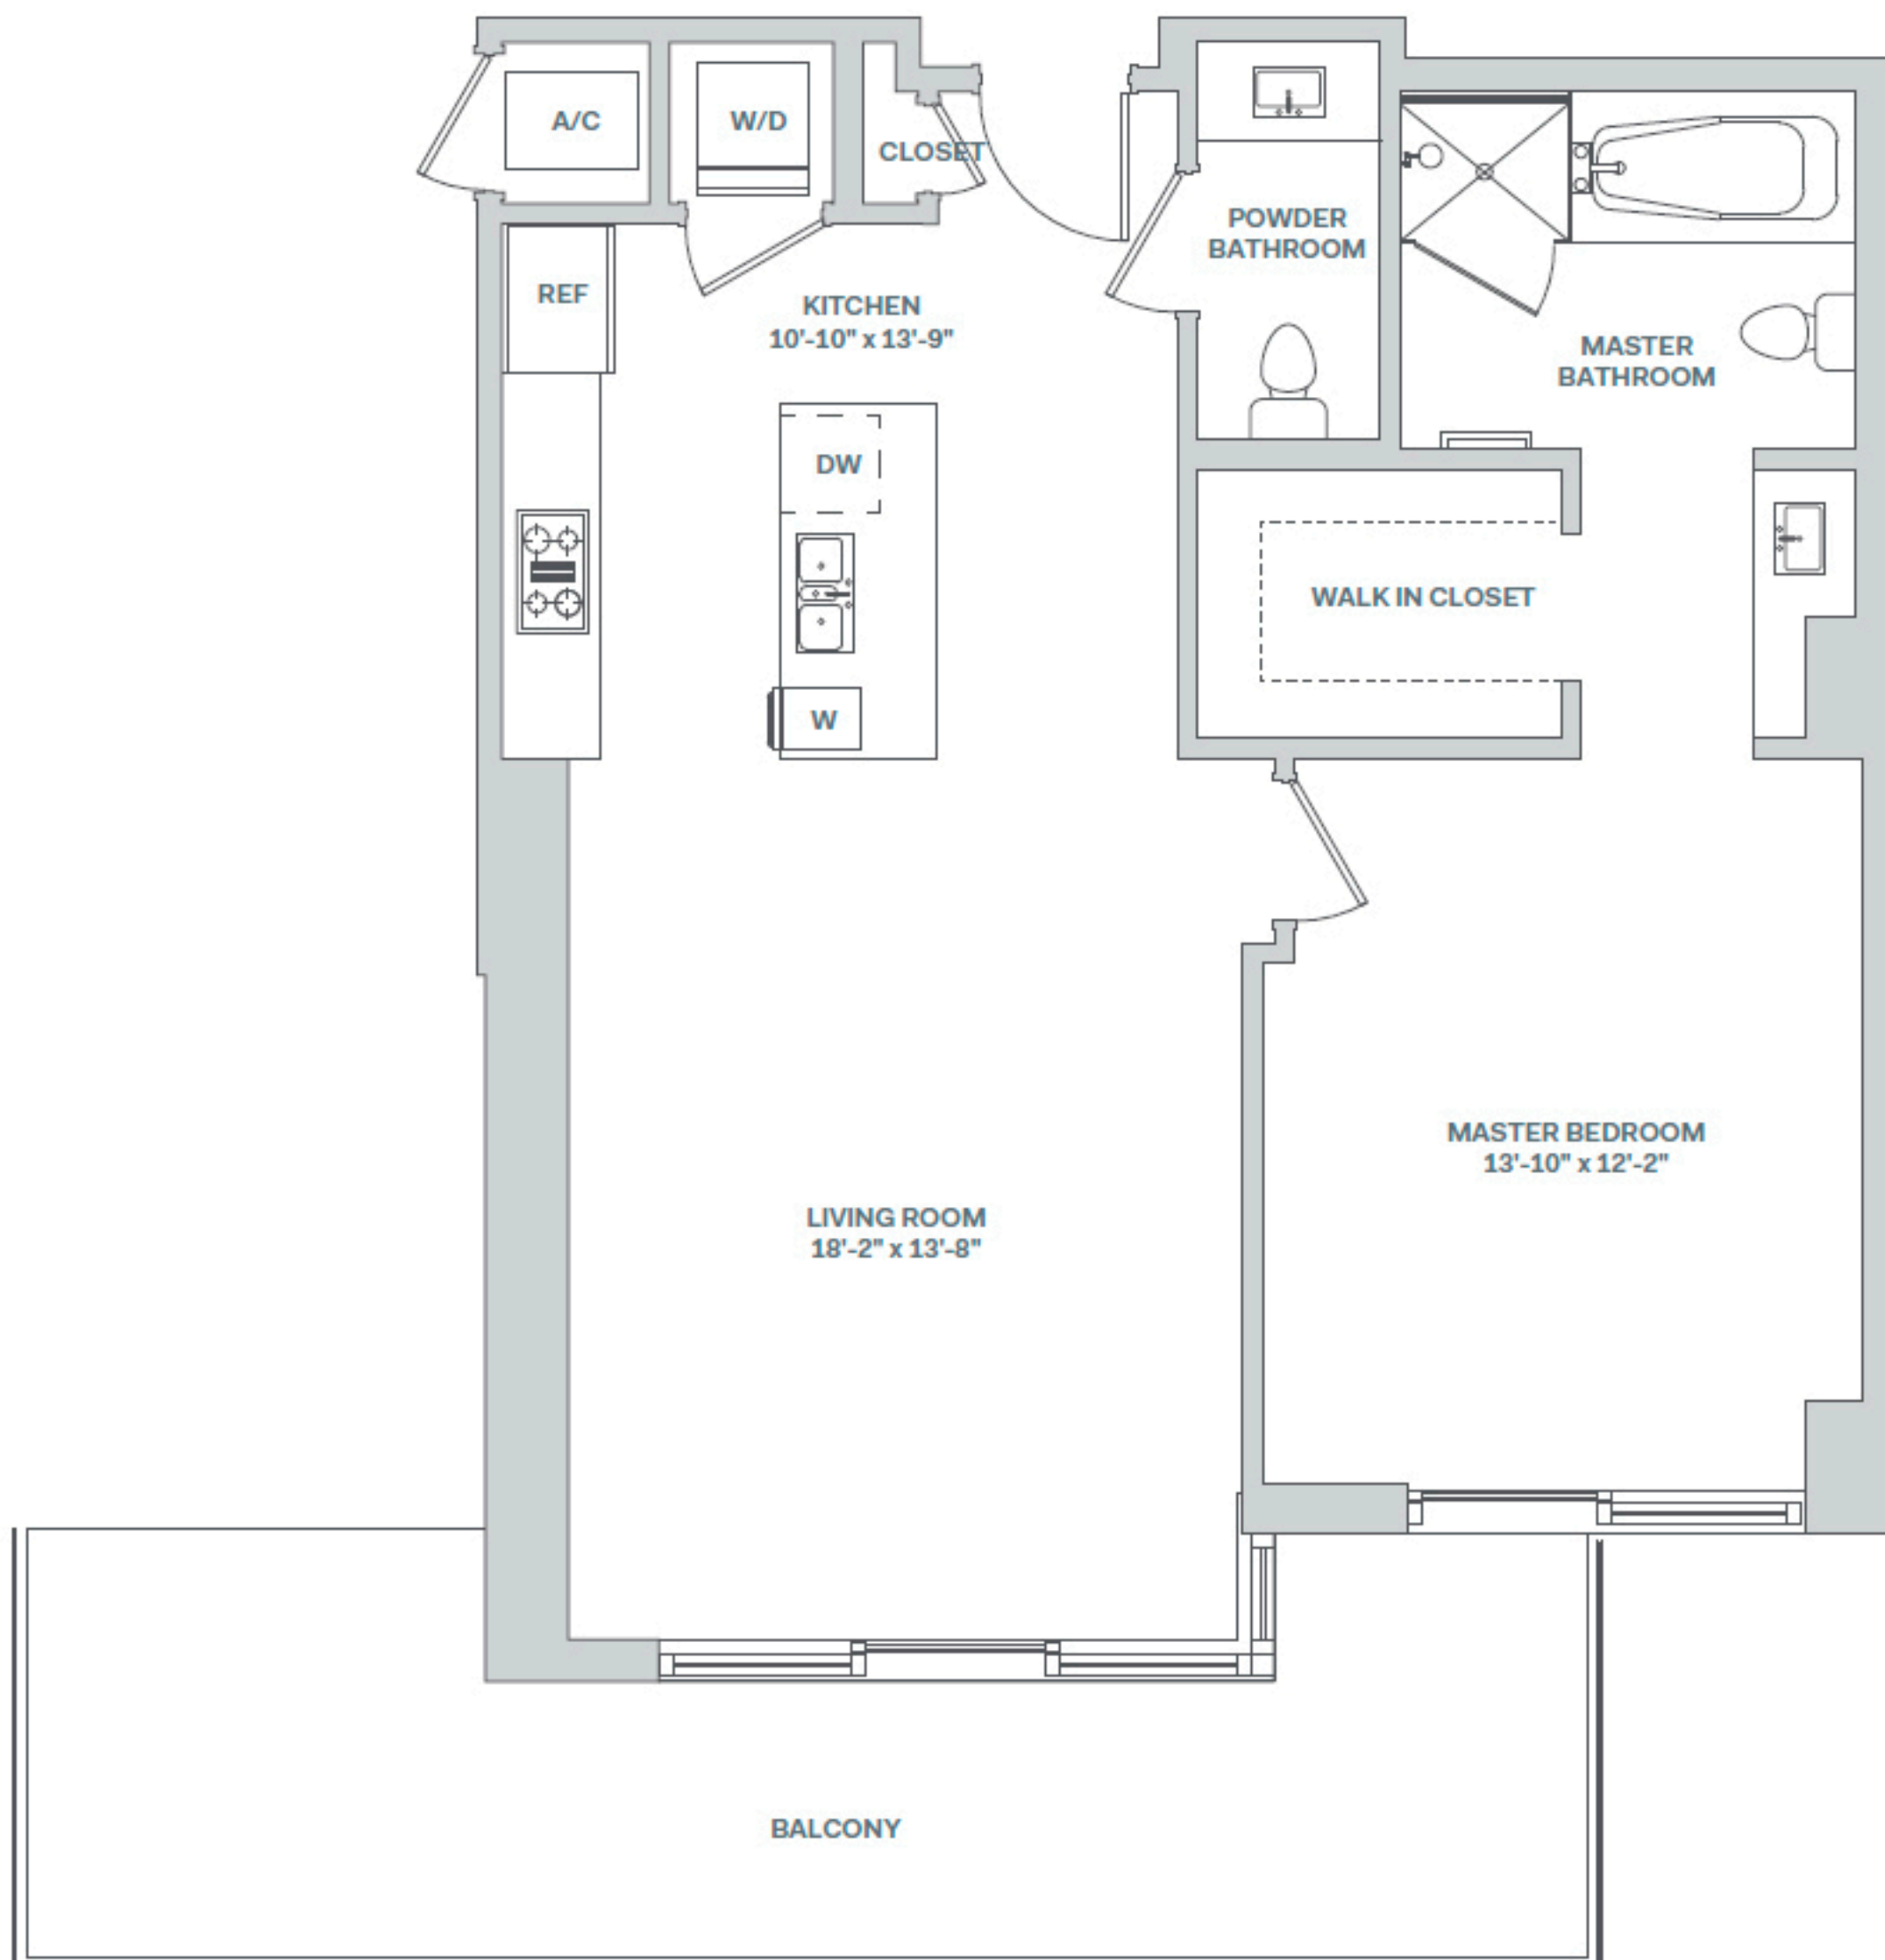 A/C
W/D
CLOSET
POWDER
BATHROOM
REF
KITCHEN
10'-10" x 13'-9"
MASTER
BATHROOM
DW
WALK IN CLOSET
W
MASTER BEDROOM
13'-10" x 12'-2"
LIVING ROOM
18'-2" x 13'-8"
BALCONY